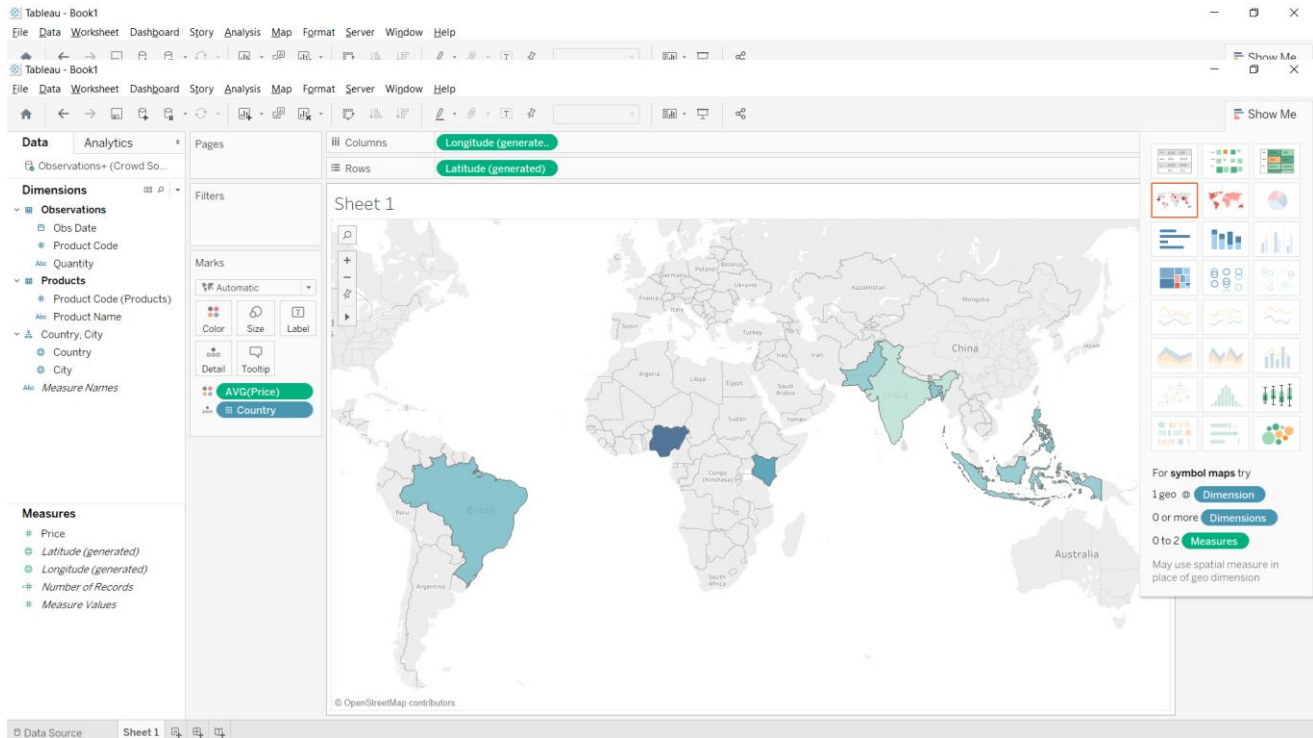 Tableau - Book1
File Data Worksheet Dashboard Story Analysis Map Format Server Window Help
Show Me
Tableau - Book1
File Data Worksheet Dashboard Story Analysis Map Format Server Window Help
Show Me
Data Analytics
Pages
Columns Longitude (generate..
Observations+ (Crowd So...
Rows Latitude (generated)
Dimensions
Filters
Observations
Sheet 1
Obs Date
Product Code
Abc Quantity
Products
Product Code (Products)
Abc Product Name
Country, City
Country
City
Abc Measure Names
Marks
Automatic
Color Size Label
Detail Tooltip
AVG(Price)
Country
Germany
Poland
Belarus
Ukraine
France
Italy
Spain
Turkey
Kazakhstan
Mongolia
China
Japan
Iraq
Iran
Algeria
Libya
Egypt
Saudi
Arabia
India
Sudan
Yemen
Congo
(Kinshasa)
Peru
Brazil
South
Africa
Argentina
Australia
For symbol maps try
1 geo Dimension
0 or more Dimensions
0 to 2 Measures
May use spatial measure in
place of geo dimension
Measures
# Price
Latitude (generated)
Longitude (generated)
Number of Records
# Measure Values
© OpenStreetMap contributors
Data Source Sheet 1